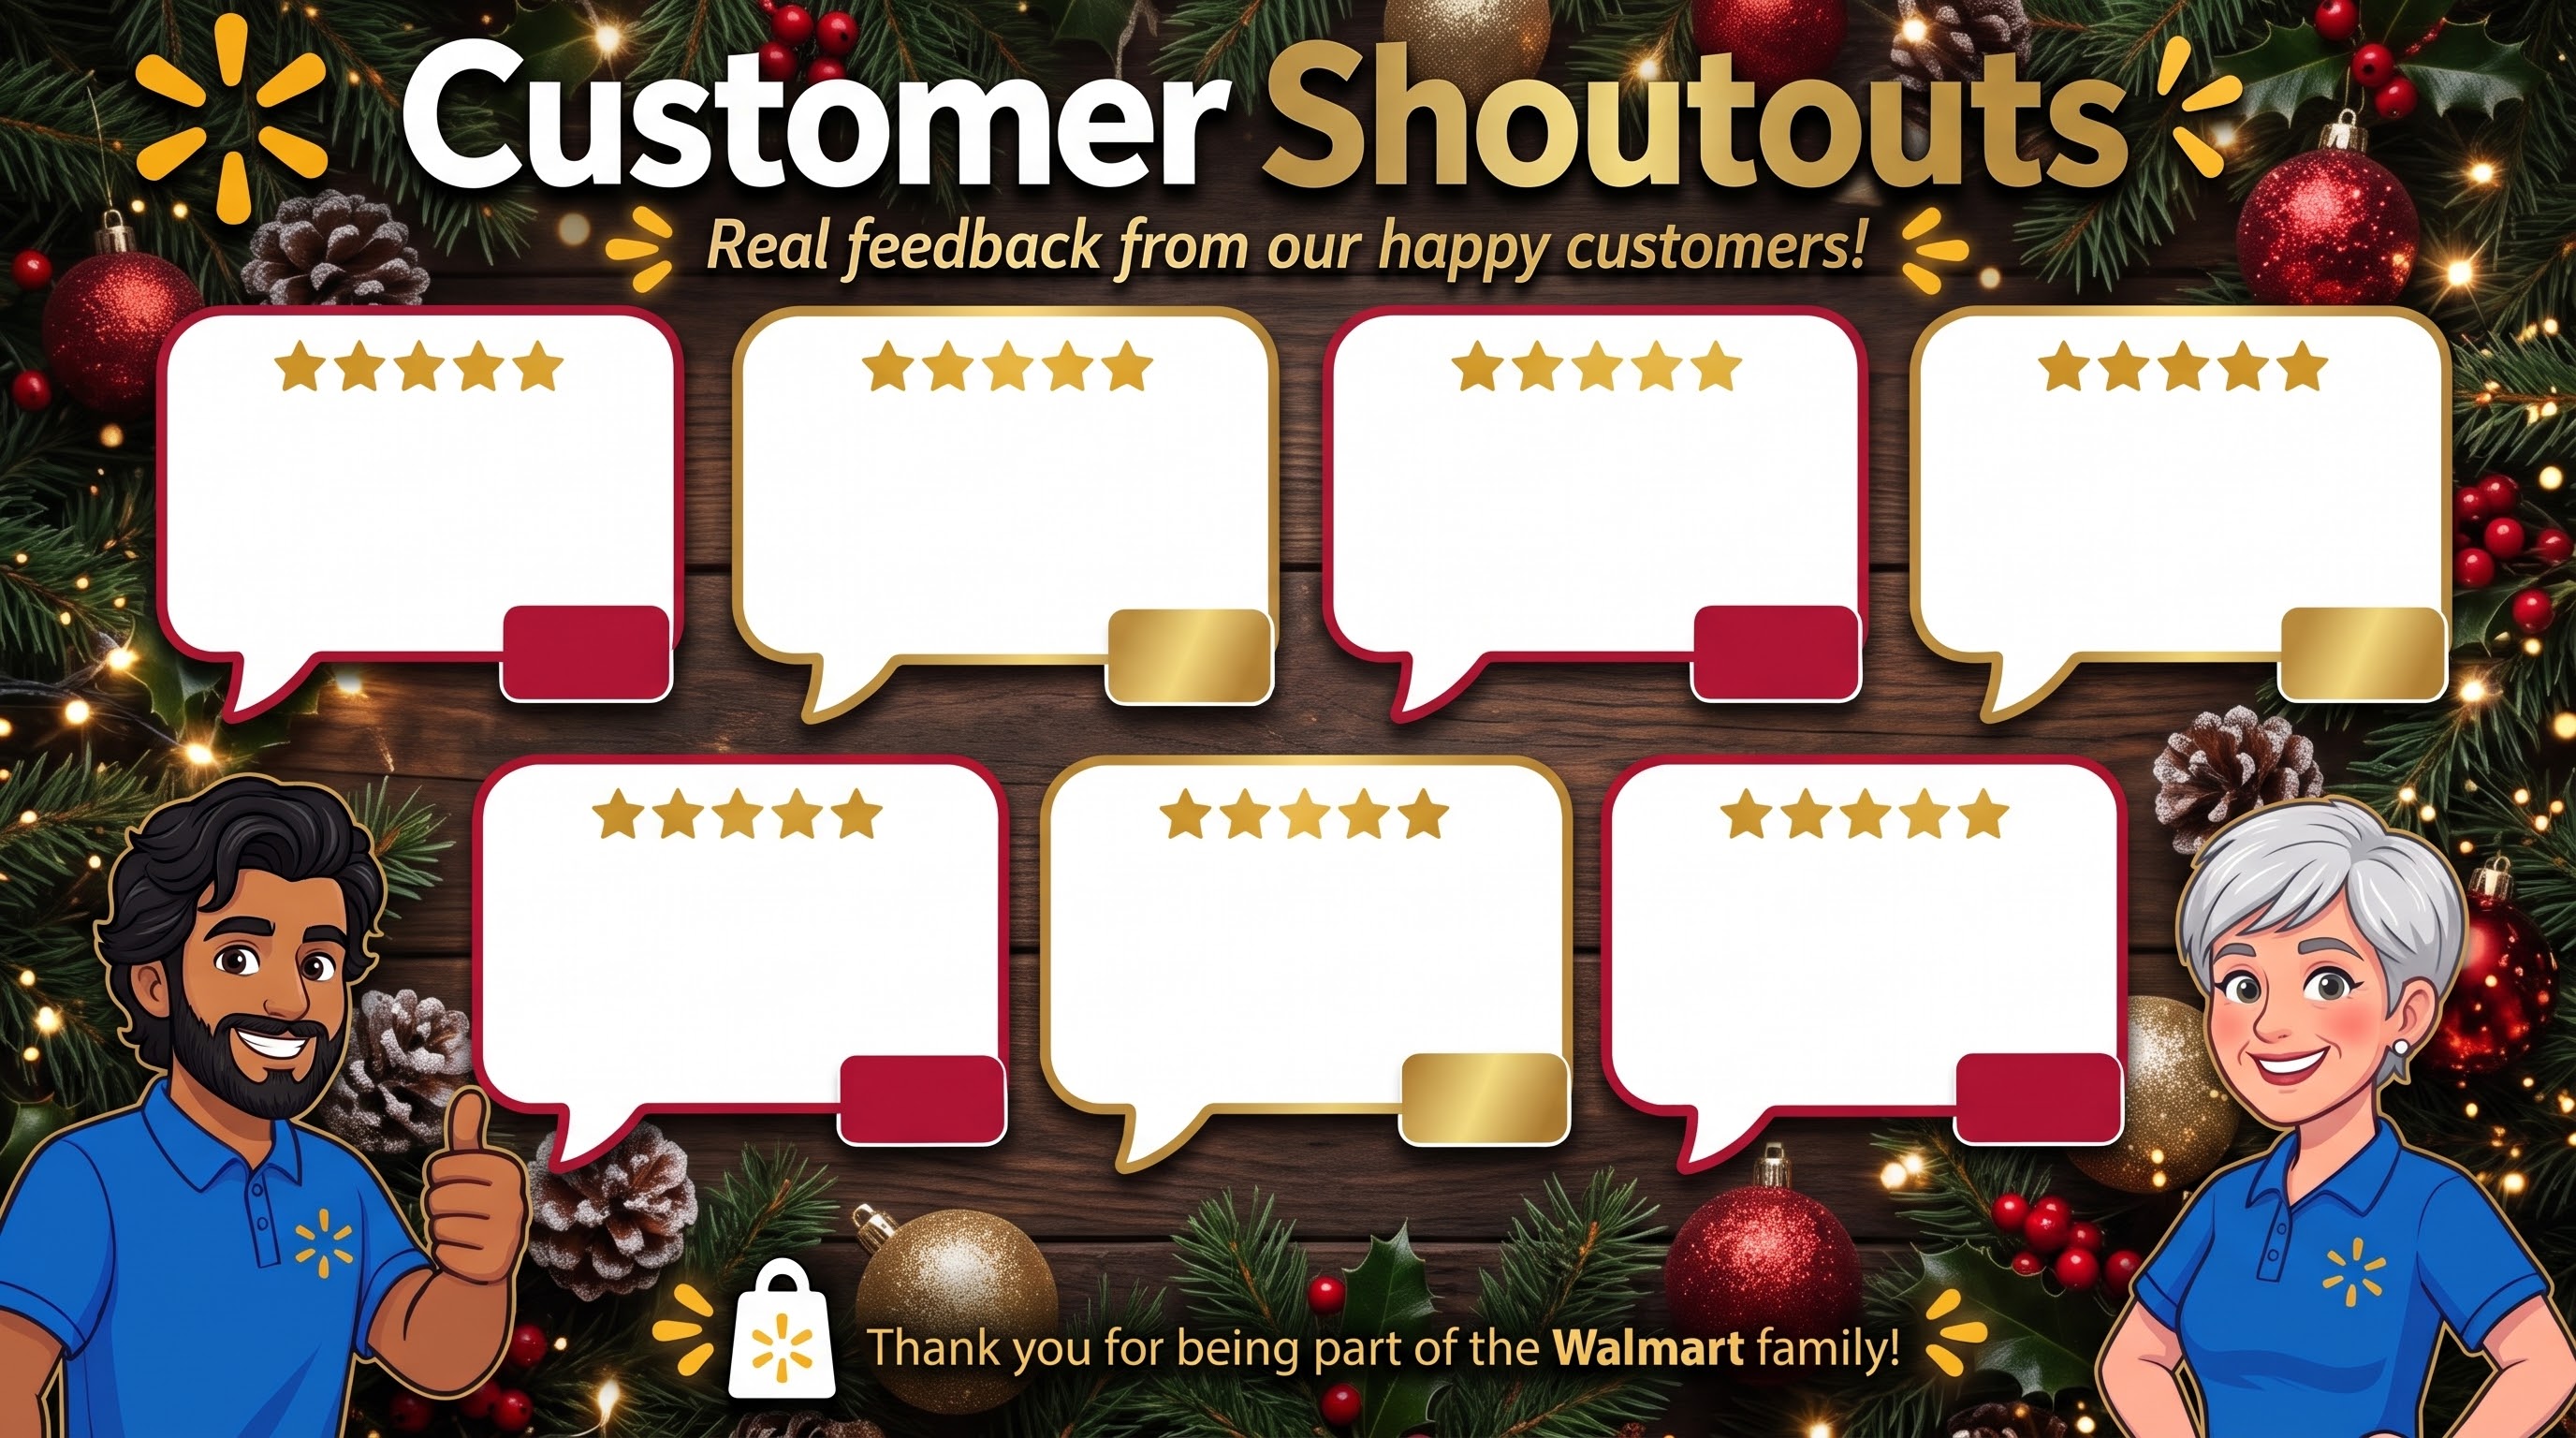 Customer Shoutouts
Real feedback from our happy customers!
Thank you for being part of the Walmart family!